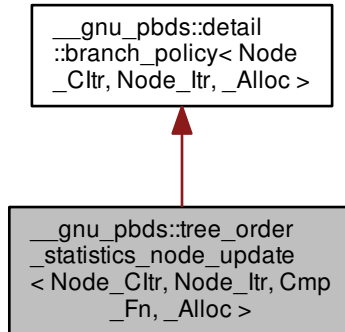 __gnu_pbds::detail
::branch_policy< Node
_CItr, Node_Itr, _Alloc >
__gnu_pbds::tree_order
_statistics_node_update
< Node_CItr, Node_Itr, Cmp
_Fn, _Alloc >